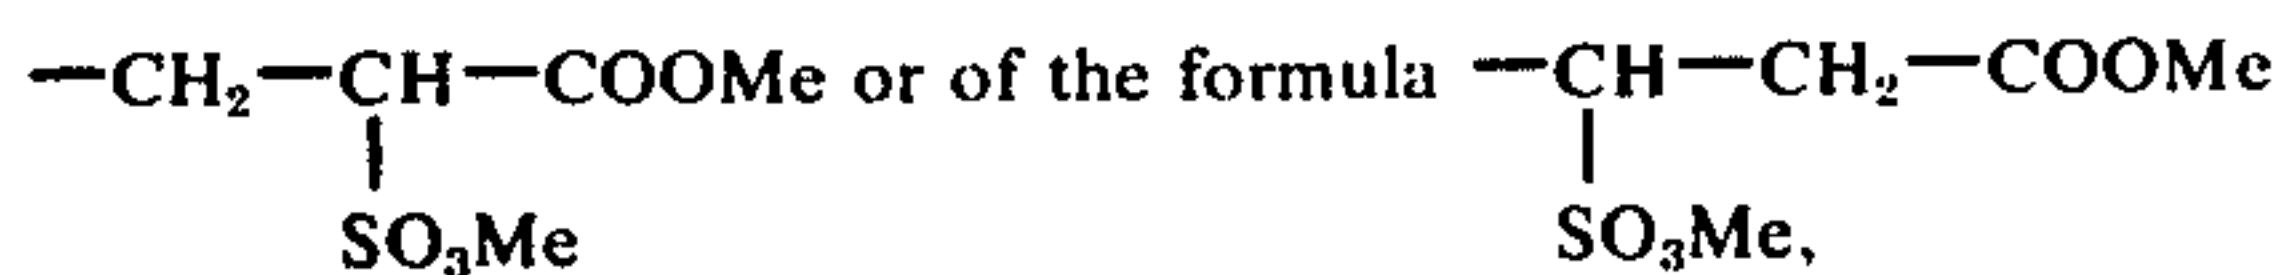 —CH₂—CH—COOMe or of the formula —CH—CH₂—COOMe
SO₃Me SO₃Me,